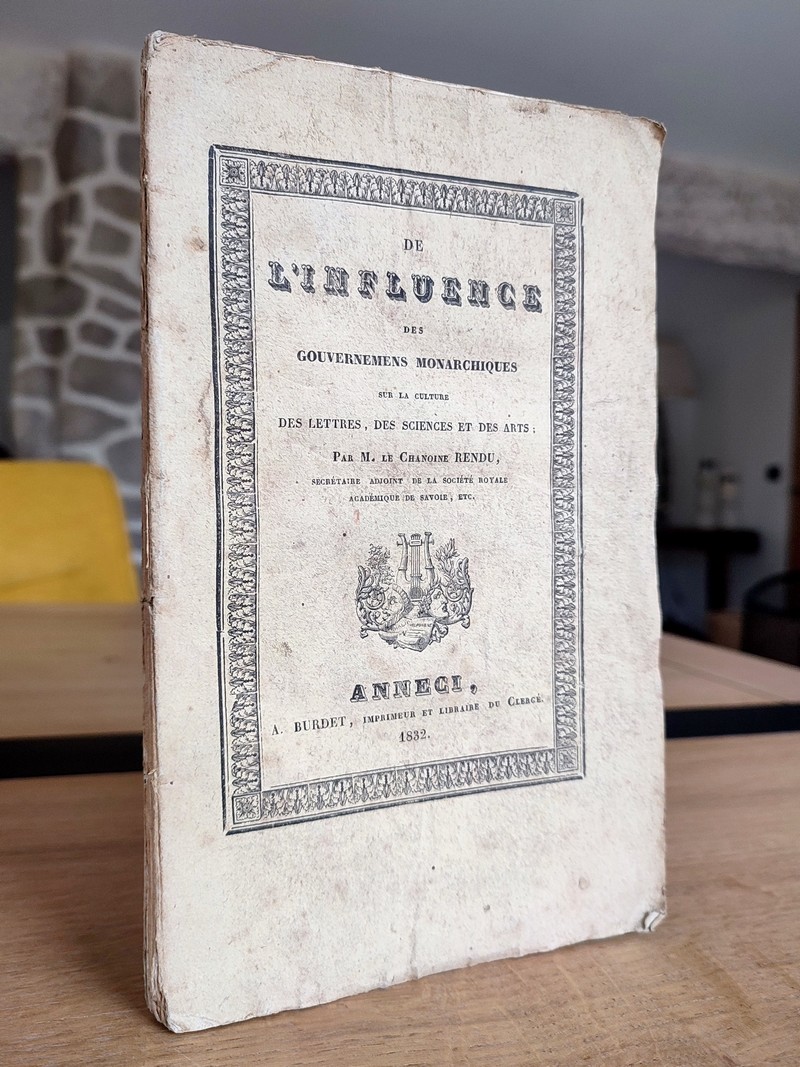 DE
L'INFLUENCE
DES
GOUVERNEMENS MONARCHIQUES
SUR LA CULTURE
DES LETTRES, DES SCIENCES ET DES ARTS;
PAR M. LE CHANOINE RENDU,
SECRÉTAIRE ADJOINT DE LA SOCIÉTÉ ROYALE
ACADÉMIQUE DE SAVOIE, ETC.
ANNECI,
A. BURDET, IMPRIMEUR ET LIBRAIRE DU CLERGÉ.
1832.